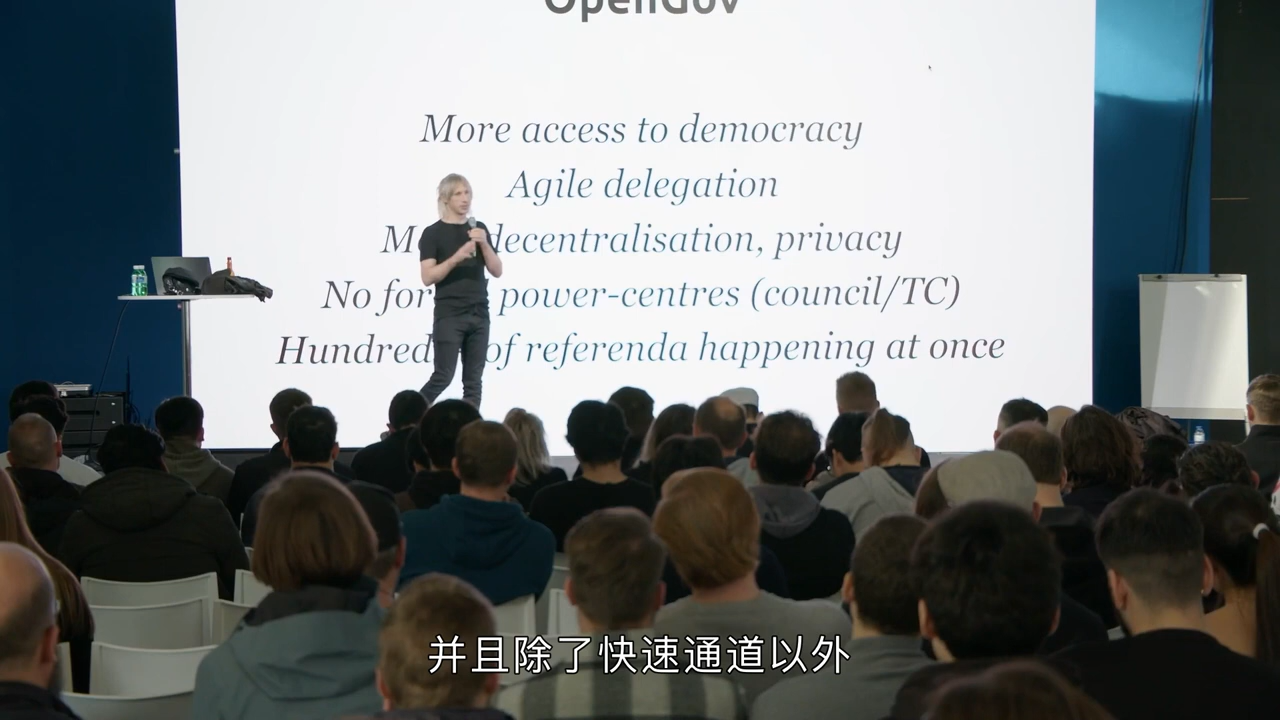 OpenGov
More access to democracy
Agile delegation
decentralisation, privacy
No power-centres (council/TC)
of referenda happening at once
并且除了快速通道以外